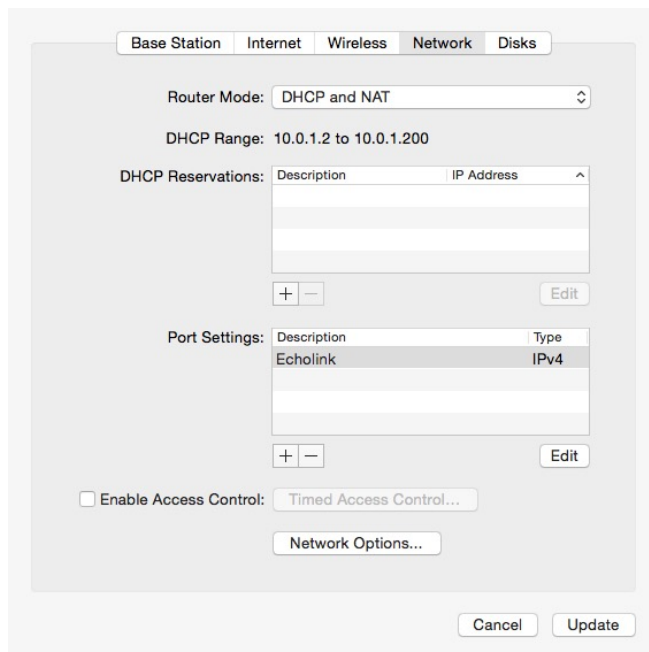 Base Station Internet Wireless Network Disks
Router Mode: DHCP and NAT
DHCP Range: 10.0.1.2 to 10.0.1.200
DHCP Reservations: Description IP Address
+ − Edit
Port Settings: Description Type
Echolink IPv4
+ − Edit
Enable Access Control: Timed Access Control...
Network Options...
Cancel Update